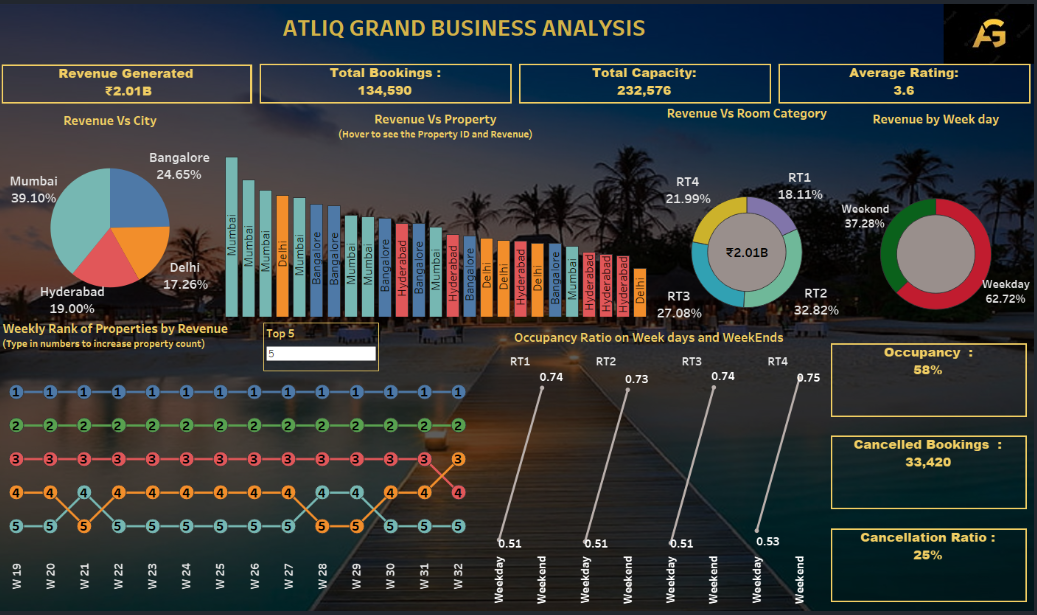 ATLIQ GRAND BUSINESS ANALYSIS
AG
Revenue Generated
₹2.01B
Total Bookings :
134,590
Total Capacity:
232,576
Average Rating:
3.6
Revenue Vs City
Bangalore
24.65%
Mumbai
39.10%
Delhi
17.26%
Hyderabad
19.00%
Revenue Vs Property
(Hover to see the Property ID and Revenue)
Mumbai
Mumbai
Mumbai
Delhi
Mumbai
Bangalore
Bangalore
Mumbai
Mumbai
Bangalore
Hyderabad
Bangalore
Mumbai
Hyderabad
Bangalore
Delhi
Delhi
Hyderabad
Delhi
Bangalore
Mumbai
Hyderabad
Hyderabad
Hyderabad
Delhi
Revenue Vs Room Category
RT4
21.99%
RT1
18.11%
₹2.01B
RT3
27.08%
RT2
32.82%
Revenue by Week day
Weekend
37.28%
Weekday
62.72%
Weekly Rank of Properties by Revenue
(Type in numbers to increase property count)
Top 5
5
1 1 1 1 1 1 1 1 1 1 1 1 1 1
2 2 2 2 2 2 2 2 2 2 2 2 2 2
3 3 3 3 3 3 3 3 3 3 3 3 3 3
4 4 4 4 4 4 4 4 4 4 4 4 4 4
5 5 5 5 5 5 5 5 5 5 5 5 5 5
W 19
W 20
W 21
W 22
W 23
W 24
W 25
W 26
W 27
W 28
W 29
W 30
W 31
W 32
Occupancy Ratio on Week days and WeekEnds
RT1
RT2
RT3
RT4
0.74
0.73
0.74
0.75
0.51
0.51
0.51
0.53
Weekday
Weekend
Weekday
Weekend
Weekday
Weekend
Weekday
Weekend
Occupancy :
58%
Cancelled Bookings :
33,420
Cancellation Ratio :
25%